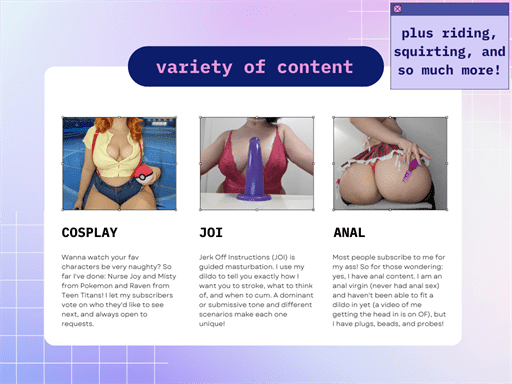 plus riding,
squirting, and
so much more!
variety of content
COSPLAY
Wanna watch your fav
characters be very naughty? So
far I've done: Nurse Joy and Misty
from Pokemon and Raven from
Teen Titans! I let my subscribers
vote on who they'd like to see
next, and always open to
requests.
JOI
Jerk Off Instructions (JOI) is
guided masturbation. I use my
dildo to tell you exactly how I
want you to stroke, what to think
of, and when to cum. A dominant
or submissive tone and different
scenarios make each one
unique!
ANAL
Most people subscribe to me for
my ass! So for those wondering:
yes, I have anal content. I am an
anal virgin (never had anal sex)
and haven't been able to fit a
dildo in yet (a video of me
getting the head in is on OF), but
I have plugs, beads, and probes!